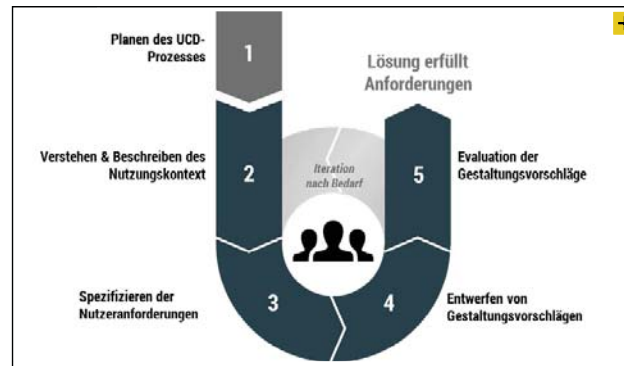 Planen des UCD-
Prozesses
1
Lösung erfüllt
Anforderungen
Verstehen & Beschreiben des
Nutzungskontext
2
Iteration
nach Bedarf
5
Evaluation der
Gestaltungsvorschläge
Spezifizieren der
Nutzeranforderungen
3
4
Entwerfen von
Gestaltungsvorschlägen